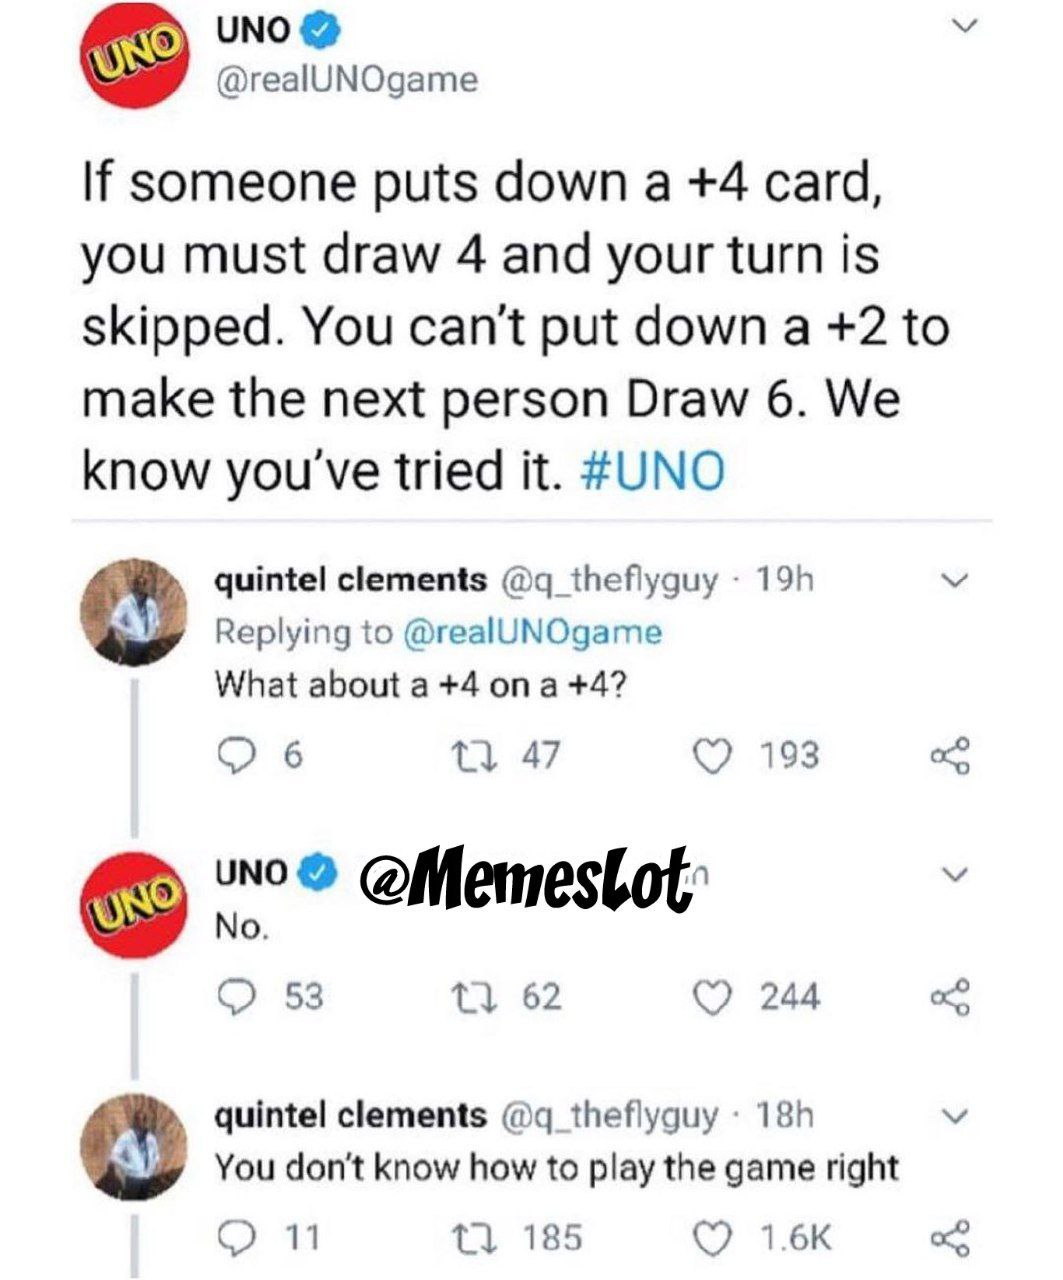 UNO
UNO
@realUNOgame
If someone puts down a +4 card,
you must draw 4 and your turn is
skipped. You can't put down a +2 to
make the next person Draw 6. We
know you've tried it. #UNO
quintel clements @q_theflyguy · 19h
Replying to @realUNOgame
What about a +4 on a +4?
6 47 193
UNO
UNO @MemesLot
No.
53 62 244
quintel clements @q_theflyguy · 18h
You don't know how to play the game right
11 185 1.6K